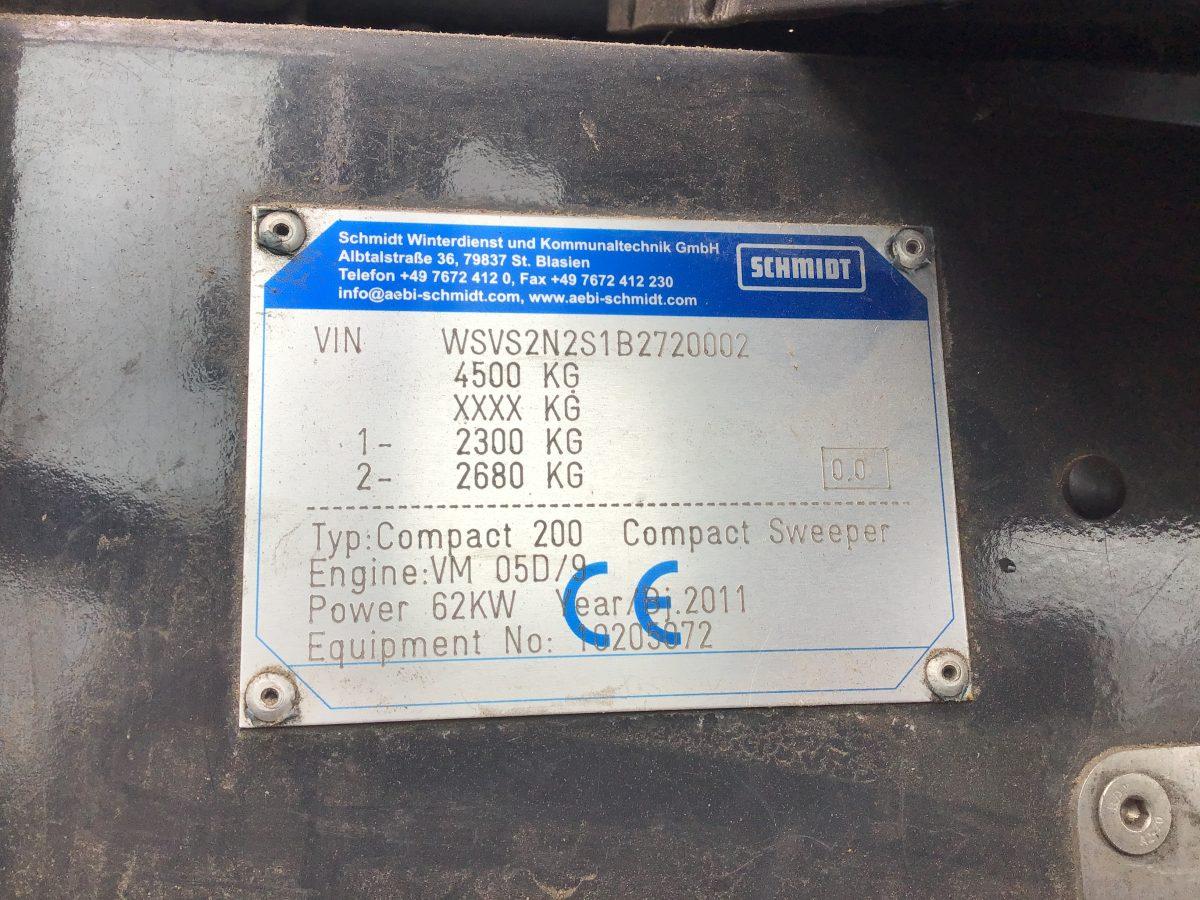 Schmidt Winterdienst und Kommunaltechnik GmbH
Albtalstraße 36, 79837 St. Blasien
Telefon +49 7672 412 0, Fax +49 7672 412 230
info@aebi-schmidt.com, www.aebi-schmidt.com
SCHMIDT
VIN WSVS2N2S1B2720002
4500 KG
XXXX KG
1- 2300 KG
2- 2680 KG
0.0
Typ:Compact 200 Compact Sweeper
Engine:VM 05D/9
Power 62KW Year/Bj.2011
Equipment No: 10205072
CE